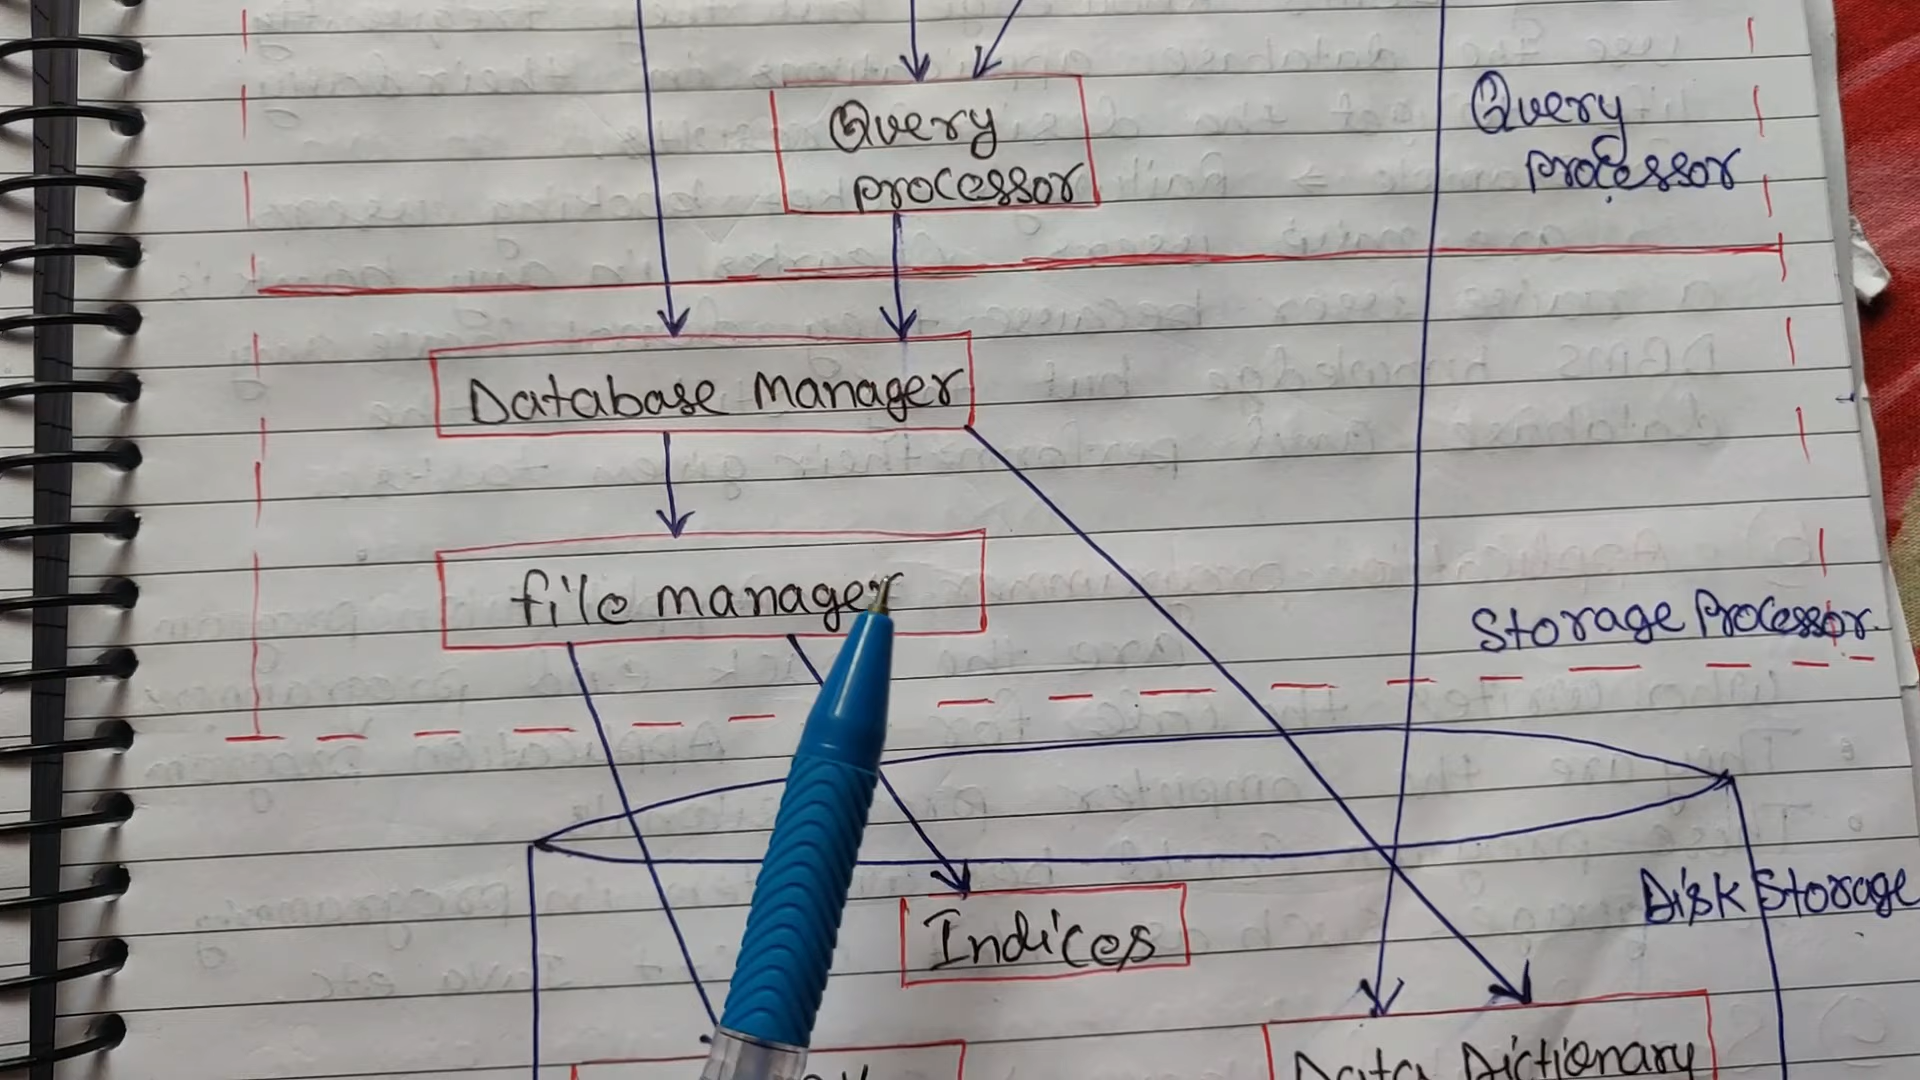 Query
processor
Query
processor
Database Manager
file manager
Storage Processor.
Disk Storage
Indices
Data Dictionary